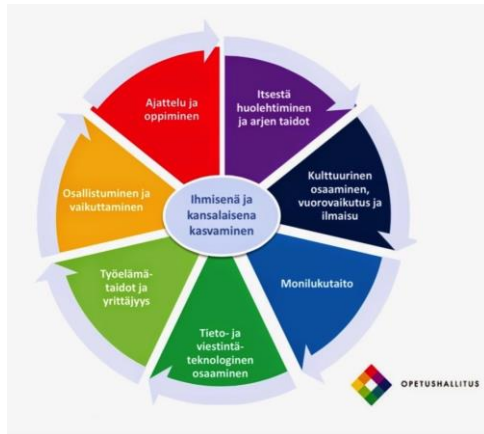 Ajattelu ja
oppiminen
Itsestä
huolehtiminen
ja arjen taidot
Kulttuurinen
osaaminen,
vuorovaikutus ja
ilmaisu
Monilukutaito
Tieto- ja
viestintä-
teknologinen
osaaminen
Työelämä-
taidot ja
yrittäjyys
Osallistuminen ja
vaikuttaminen
Ihmisenä ja
kansalaisena
kasvaminen
OPETUSHALLITUS